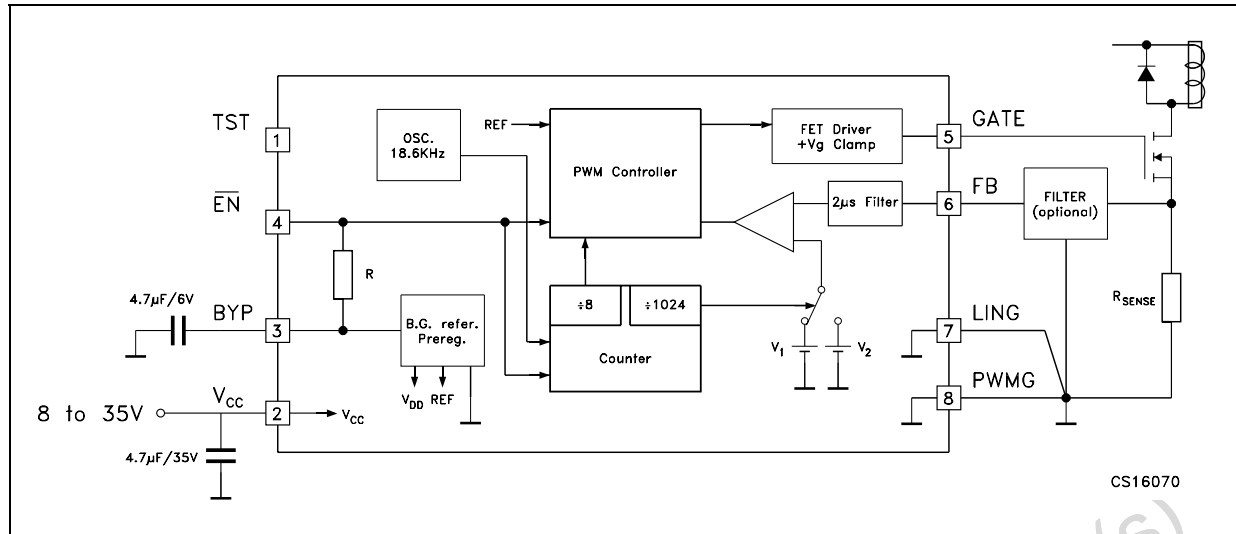 TST
1
EN
4
4.7μF/6V
BYP
3
8 to 35V
VCC
2
VCC
4.7μF/35V
OSC.
18.6KHz
R
B.G. refer.
Prereg.
VDD REF
REF
PWM Controller
÷8
÷1024
Counter
FET Driver
+Vg Clamp
2μs Filter
V1
V2
5
GATE
6
FB
7
LING
8
PWMG
FILTER
(optional)
RSENSE
CS16070
(s)